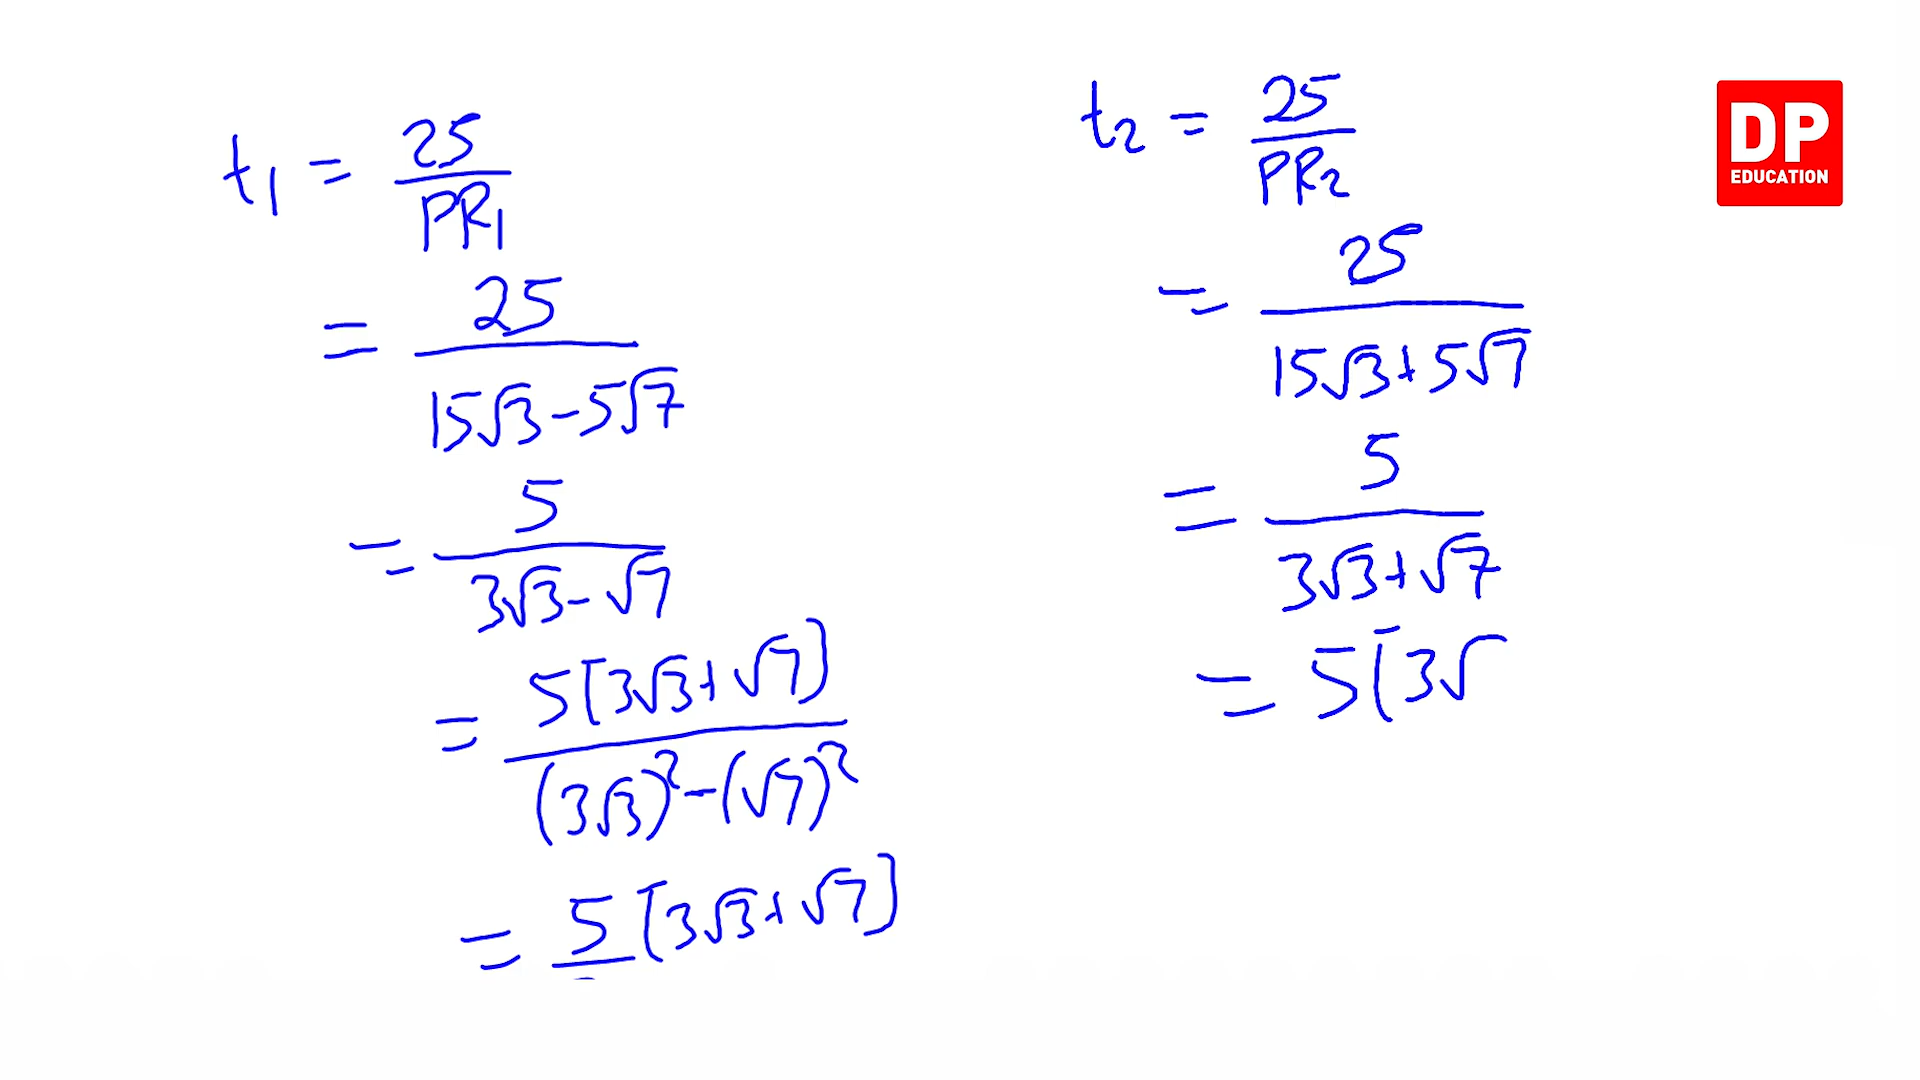 t₁ = 25/PR₁
= 25/(15√3 - 5√7)
= 5/(3√3 - √7)
= 5[3√3 + √7]/((3√3)² - (√7)²)
= 5/ [3√3 + √7]
t₂ = 25/PR₂
= 25/(15√3 + 5√7)
= 5/(3√3 + √7)
= 5[3√
DP
EDUCATION